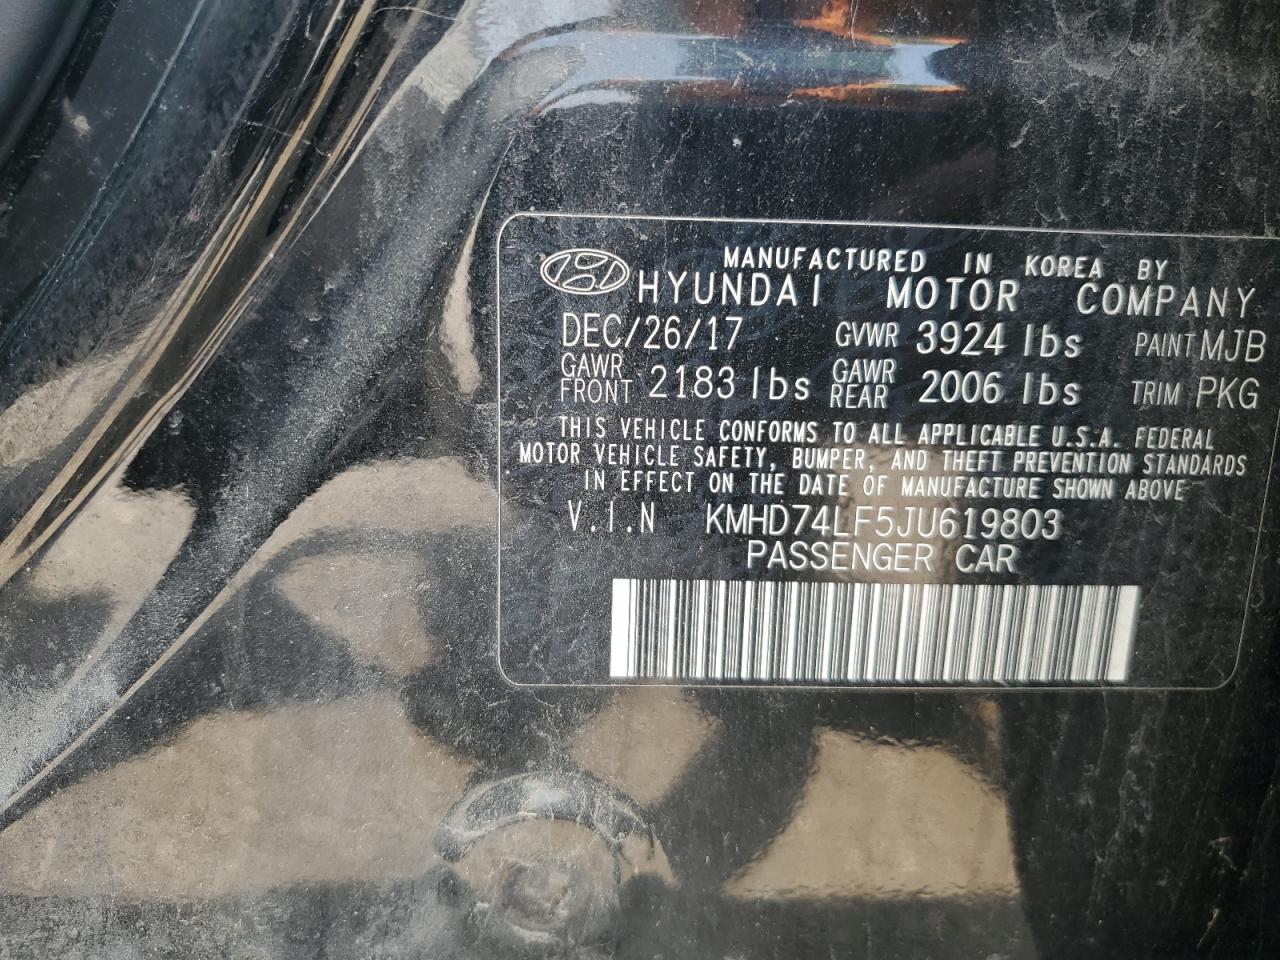 MANUFACTURED IN KOREA BY
HYUNDAI MOTOR COMPANY
DEC/26/17 GVWR 3924 lbs PAINT MJB
GAWR FRONT 2183 lbs GAWR REAR 2006 lbs TRIM PKG
THIS VEHICLE CONFORMS TO ALL APPLICABLE U.S.A. FEDERAL
MOTOR VEHICLE SAFETY, BUMPER, AND THEFT PREVENTION STANDARDS
IN EFFECT ON THE DATE OF MANUFACTURE SHOWN ABOVE
V.I.N KMHD74LF5JU619803
PASSENGER CAR